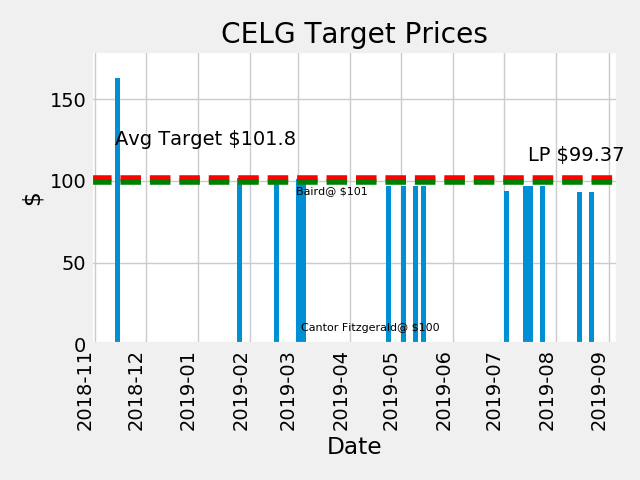 CELG Target Prices
150
Avg Target $101.8
LP $99.37
100
Baird@ $101
$
50
Cantor Fitzgerald@ $100
0
2018-11
2018-12
2019-01
2019-02
2019-03
2019-04
2019-05
2019-06
2019-07
2019-08
2019-09
Date